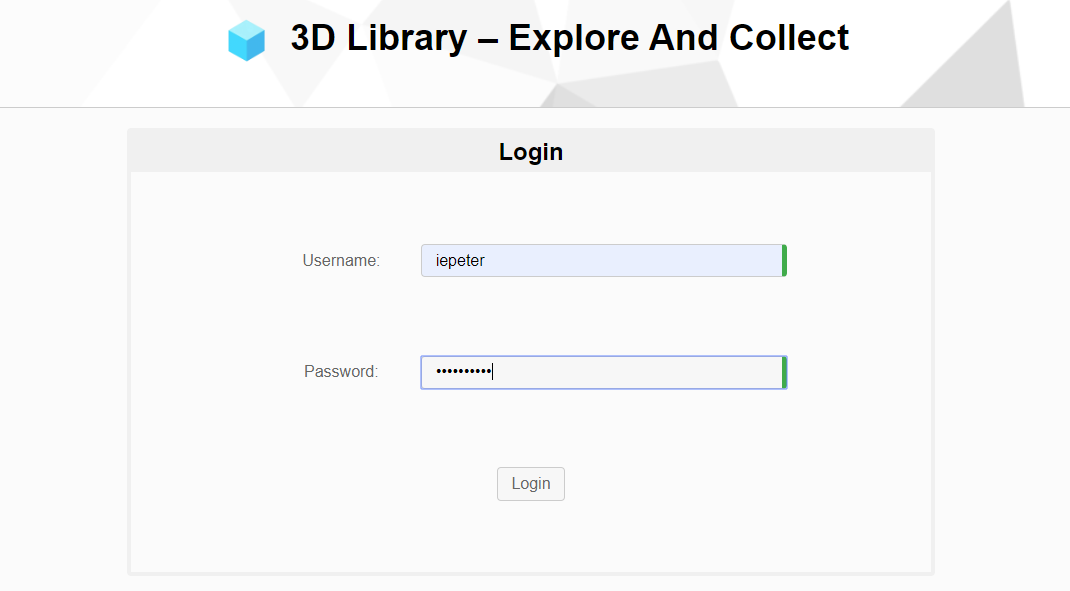 3D Library – Explore And Collect
Login
Username: iepeter
Password: ••••••••••
Login